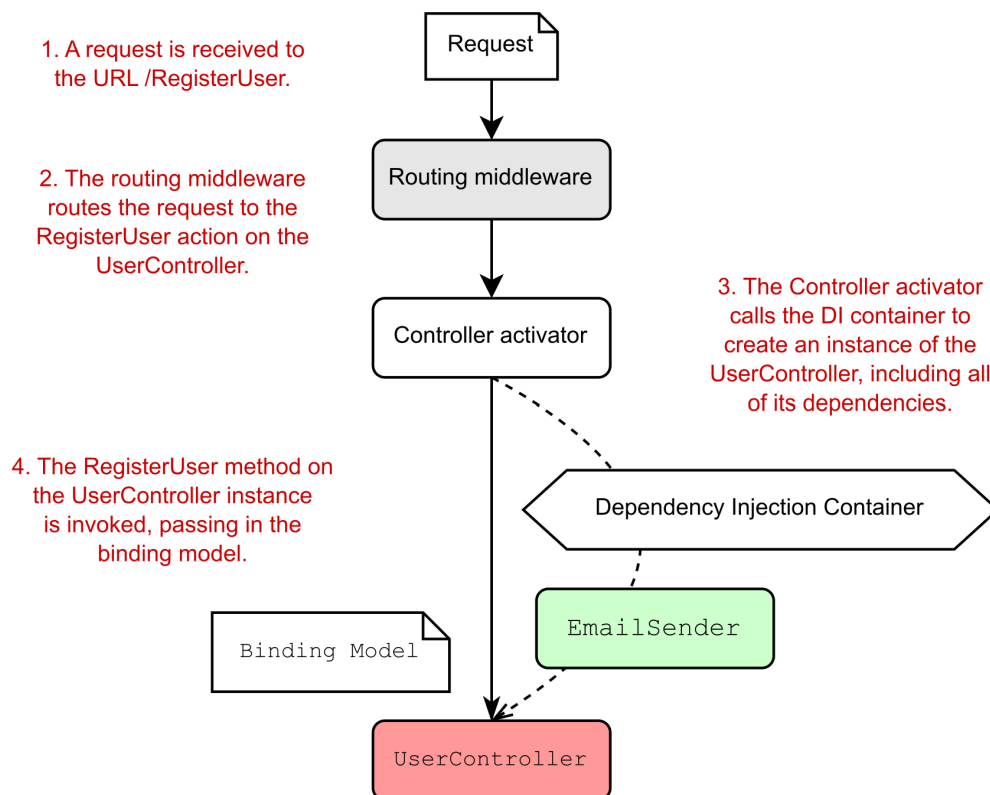 Request
1. A request is received to
the URL /RegisterUser.
Routing middleware
2. The routing middleware
routes the request to the
RegisterUser action on the
UserController.
Controller activator
3. The Controller activator
calls the DI container to
create an instance of the
UserController, including all
of its dependencies.
4. The RegisterUser method on
the UserController instance
is invoked, passing in the
binding model.
Dependency Injection Container
EmailSender
Binding Model
UserController